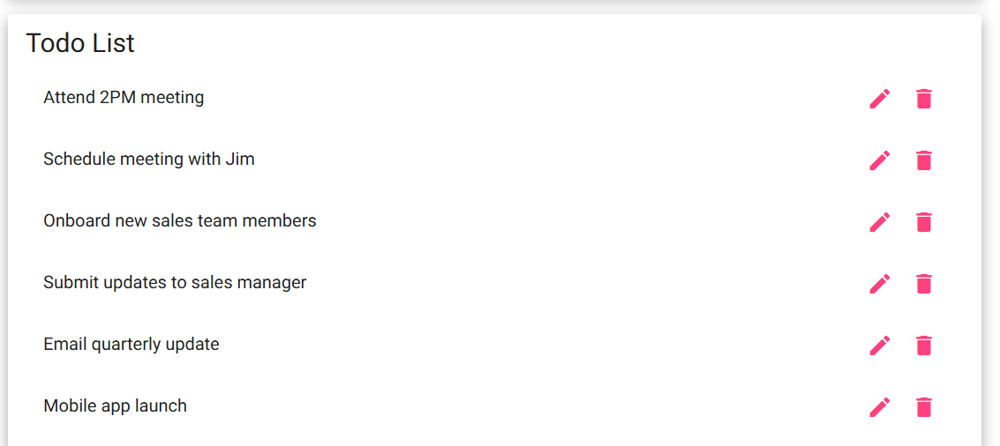 Todo List
Attend 2PM meeting
Schedule meeting with Jim
Onboard new sales team members
Submit updates to sales manager
Email quarterly update
Mobile app launch